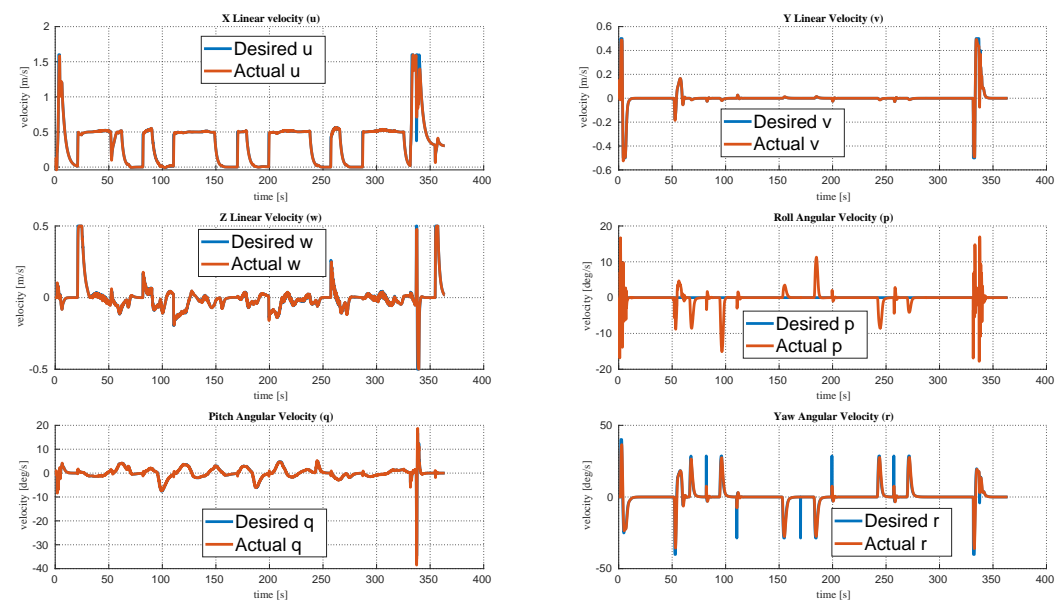 X Linear velocity (u)
velocity [m/s]
2
1.5
1
0.5
0
Desired u
Actual u
0 50 100 150 200 250 300 350 400
time [s]
Y Linear Velocity (v)
velocity [m/s]
0.6
0.4
0.2
0
-0.2
-0.4
-0.6
Desired v
Actual v
0 50 100 150 200 250 300 350 400
time [s]
Z Linear Velocity (w)
velocity [m/s]
0.5
0
-0.5
Desired w
Actual w
0 50 100 150 200 250 300 350 400
time [s]
Roll Angular Velocity (p)
velocity [deg/s]
20
10
0
-10
-20
Desired p
Actual p
0 50 100 150 200 250 300 350 400
time [s]
Pitch Angular Velocity (q)
velocity [deg/s]
20
10
0
-10
-20
-30
-40
Desired q
Actual q
0 50 100 150 200 250 300 350 400
time [s]
Yaw Angular Velocity (r)
velocity [deg/s]
50
0
-50
Desired r
Actual r
0 50 100 150 200 250 300 350 400
time [s]